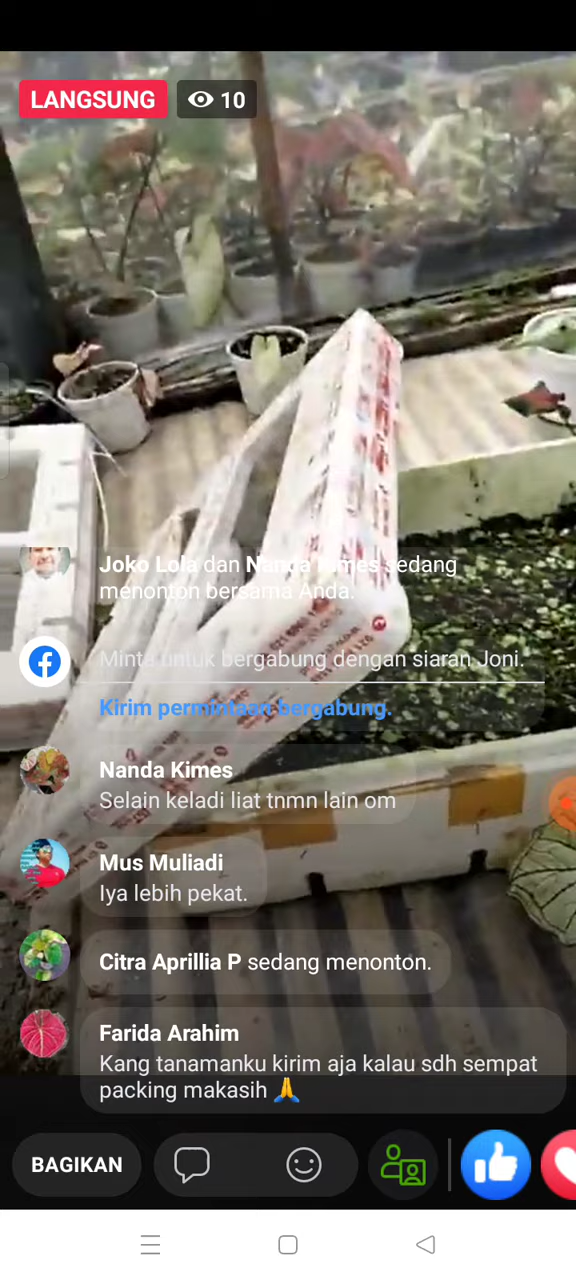 LANGSUNG
10
Joko Lola dan Nanda Kimes sedang
menonton bersama Anda.
Minta untuk bergabung dengan siaran Joni.
Kirim permintaan bergabung.
Nanda Kimes
Selain keladi liat tnmn lain om
Mus Muliadi
Iya lebih pekat.
Citra Aprillia P sedang menonton.
Farida Arahim
Kang tanamanku kirim aja kalau sdh sempat
packing makasih 🙏
BAGIKAN